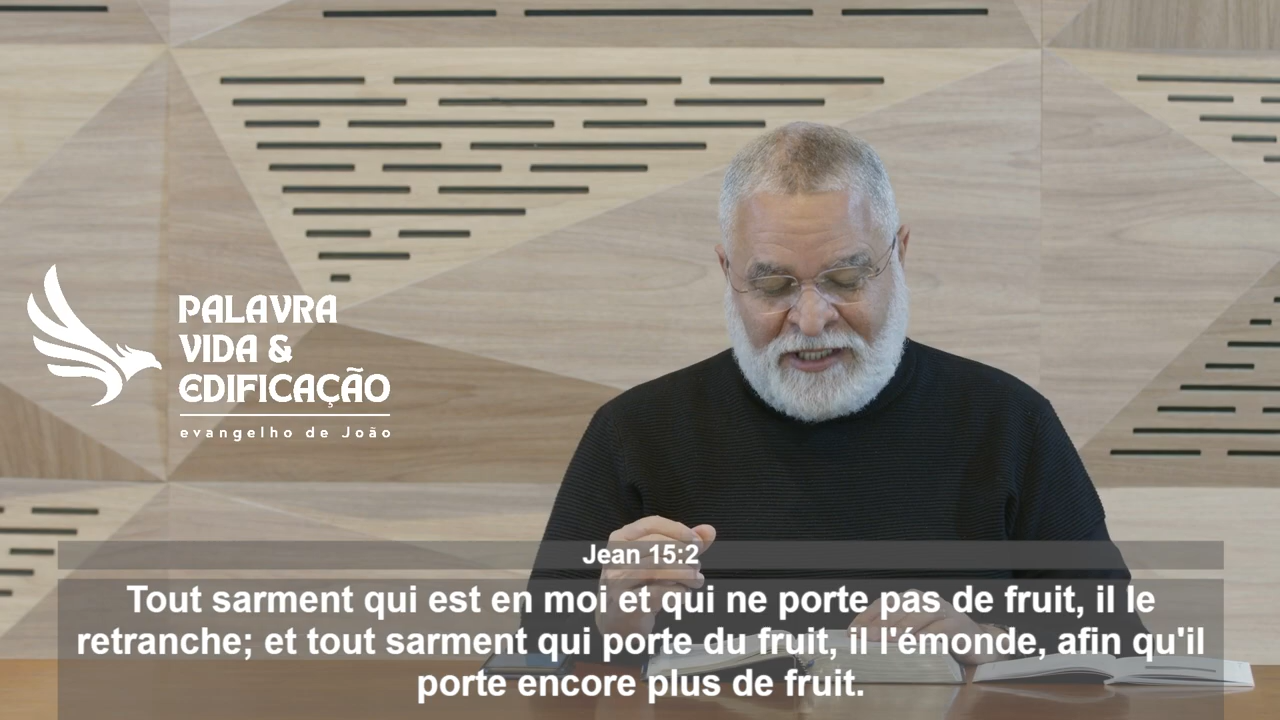 PALAVRA
VIDA &
EDIFICAÇÃO
evangelho de João
Jean 15:2
Tout sarment qui est en moi et qui ne porte pas de fruit, il le
retranche; et tout sarment qui porte du fruit, il l'émonde, afin qu'il
porte encore plus de fruit.